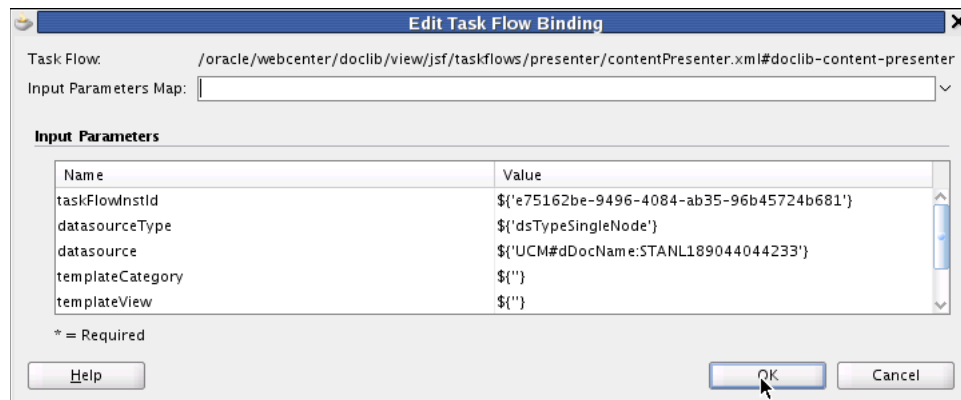 Edit Task Flow Binding
Task Flow: /oracle/webcenter/doclib/view/jsf/taskflows/presenter/contentPresenter.xml#doclib-content-presenter
Input Parameters Map:
Input Parameters
Name Value
taskFlowInstId ${'e75162be-9496-4084-ab35-96b45724b681'}
datasourceType ${'dsTypeSingleNode'}
datasource ${'UCM#dDocName:STANL189044044233'}
templateCategory ${''}
templateView ${''}
* = Required
Help OK Cancel